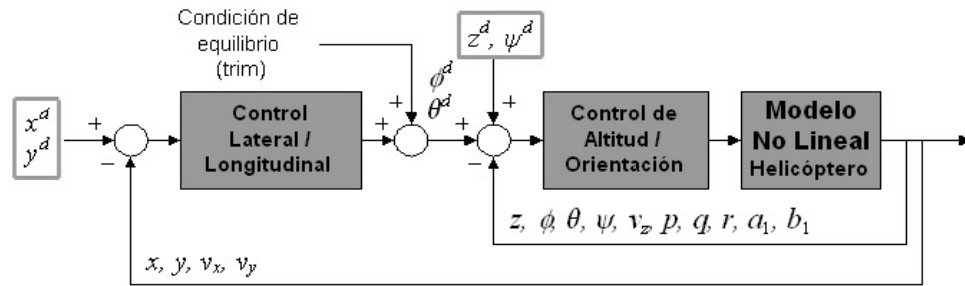 Condición de
equilibrio
(trim)
z^d, ψ^d
ϕ^d
θ^d
x^d
y^d
+
−
Control
Lateral /
Longitudinal
+
+
+
+
−
Control de
Altitud /
Orientación
Modelo
No Lineal
Helicóptero
z, ϕ, θ, ψ, v_z, p, q, r, a_1, b_1
x, y, v_x, v_y